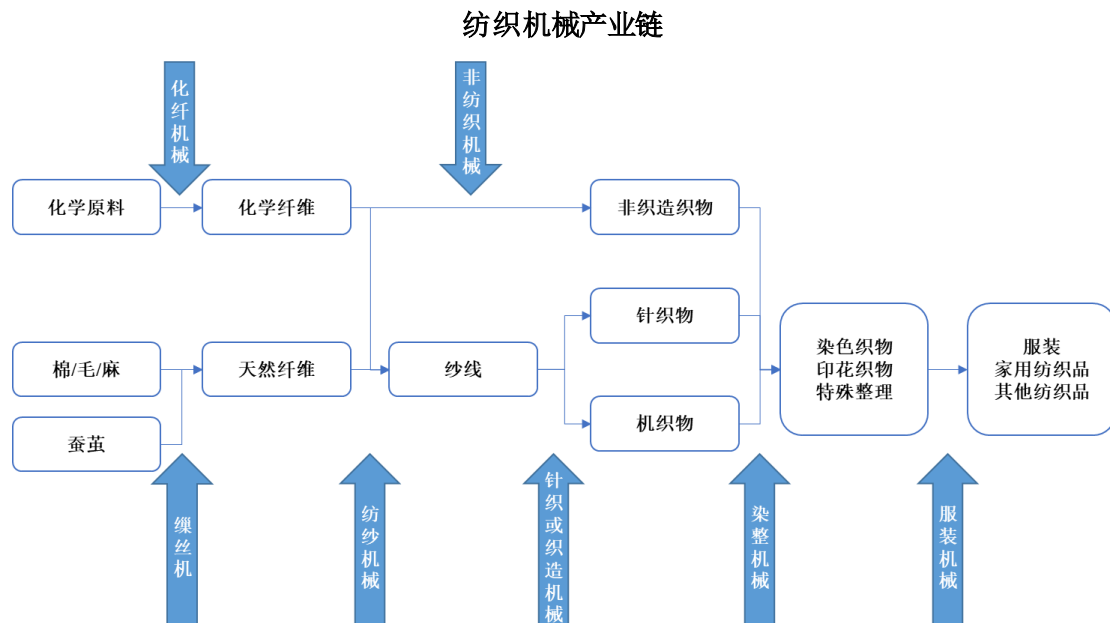 纺织机械产业链
化纤机械
非纺织机械
化学原料
化学纤维
非织造织物
针织物
棉/毛/麻
天然纤维
纱线
染色织物
印花织物
特殊整理
服装
家用纺织品
其他纺织品
机织物
蚕茧
缫丝机
纺纱机械
针织或织造机械
染整机械
服装机械